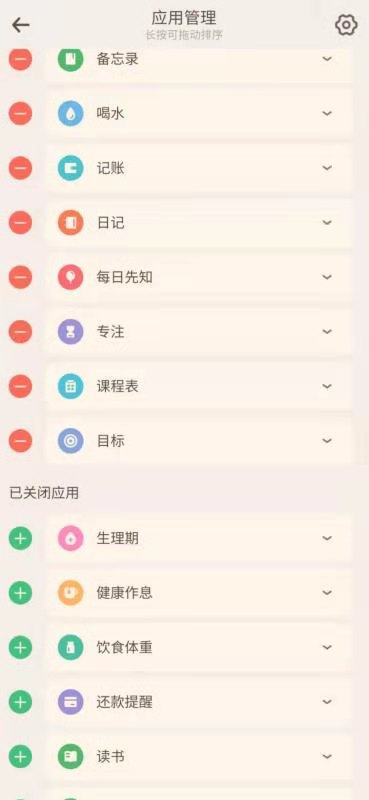 应用管理
长按可拖动排序
备忘录
喝水
记账
日记
每日先知
专注
课程表
目标
已关闭应用
生理期
健康作息
饮食体重
还款提醒
读书